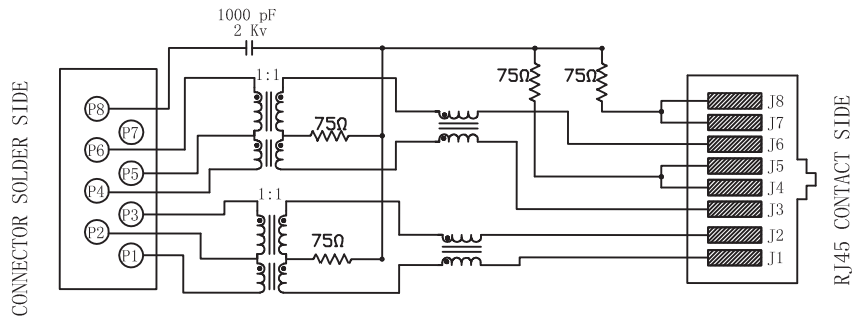 1000 pF
2 Kv
1:1
75Ω
75Ω
75Ω
1:1
75Ω
CONNECTOR SOLDER SIDE
P8
P7
P6
P5
P4
P3
P2
P1
J8
J7
J6
J5
J4
J3
J2
J1
RJ45 CONTACT SIDE